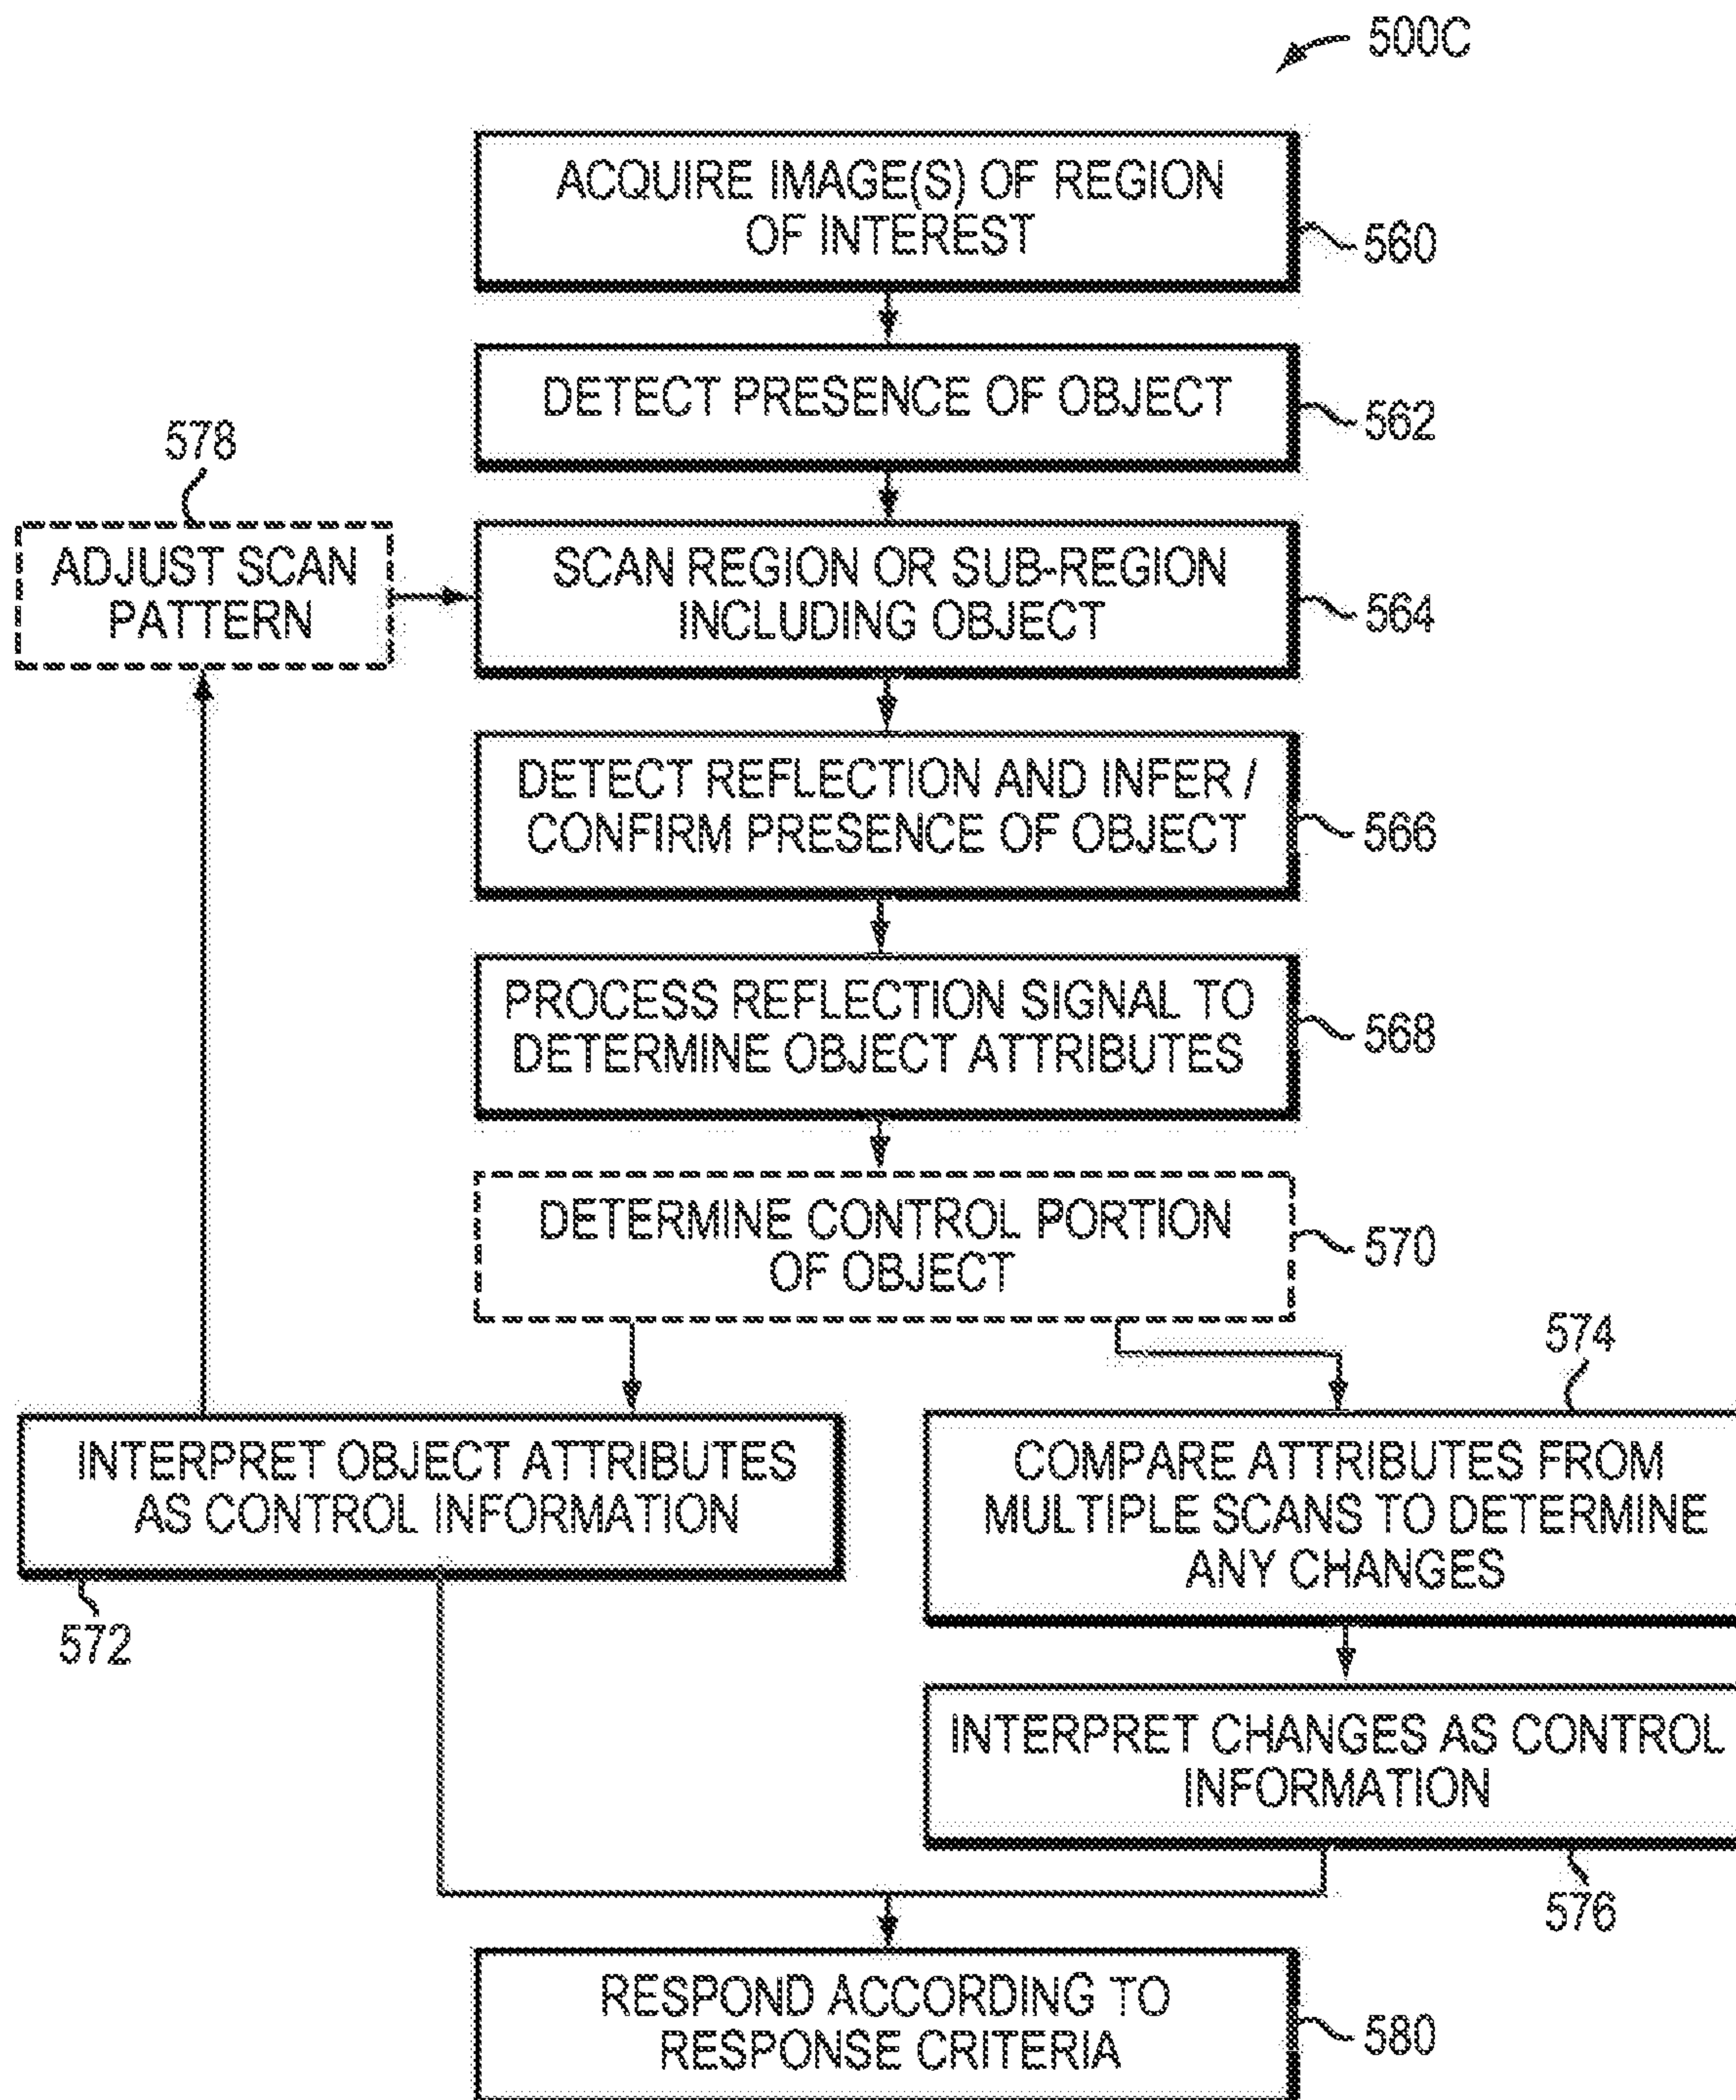 500C
ACQUIRE IMAGE(S) OF REGION
OF INTEREST
560
DETECT PRESENCE OF OBJECT
562
578
ADJUST SCAN
PATTERN
SCAN REGION OR SUB-REGION
INCLUDING OBJECT
564
DETECT REFLECTION AND INFER /
CONFIRM PRESENCE OF OBJECT
566
PROCESS REFLECTION SIGNAL TO
DETERMINE OBJECT ATTRIBUTES
568
DETERMINE CONTROL PORTION
OF OBJECT
570
574
INTERPRET OBJECT ATTRIBUTES
AS CONTROL INFORMATION
572
COMPARE ATTRIBUTES FROM
MULTIPLE SCANS TO DETERMINE
ANY CHANGES
INTERPRET CHANGES AS CONTROL
INFORMATION
576
RESPOND ACCORDING TO
RESPONSE CRITERIA
580